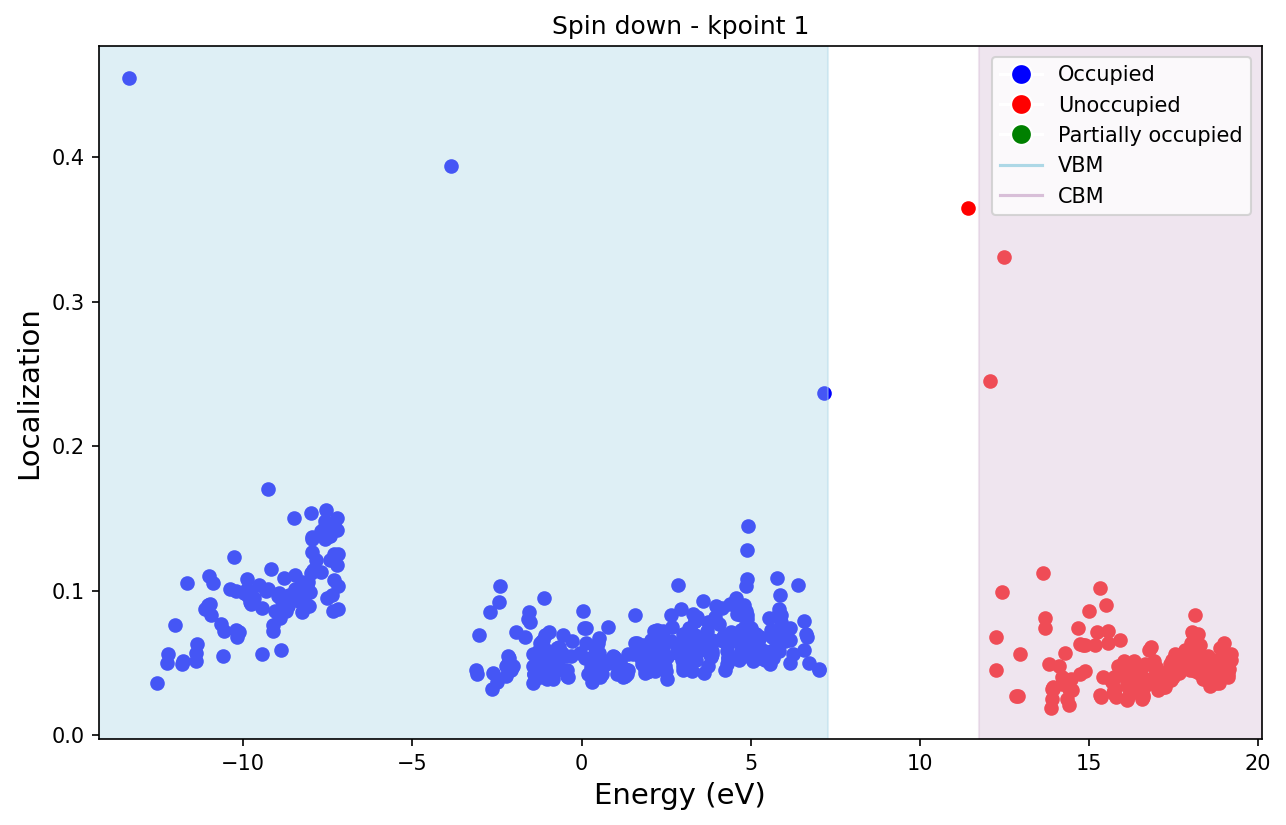 Spin down - kpoint 1
Localization
0.4
0.3
0.2
0.1
0.0
Occupied
Unoccupied
Partially occupied
VBM
CBM
−10
−5
0
5
10
15
20
Energy (eV)